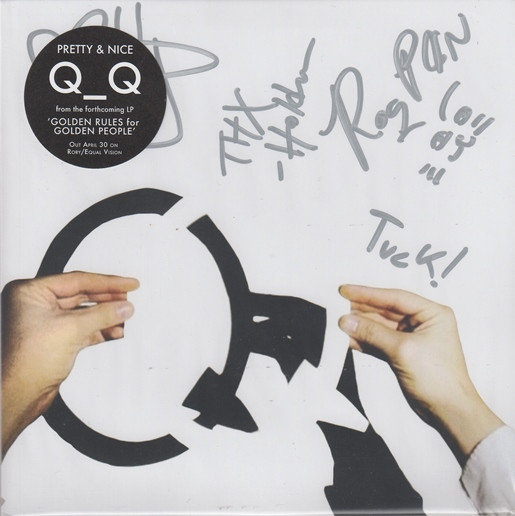 PRETTY & NICE
Q_Q
from the forthcoming LP
'GOLDEN RULES for
GOLDEN PEOPLE'
OUT APRIL 30 ON
RORY/EQUAL VISION
THX
-Holden
Tuck!